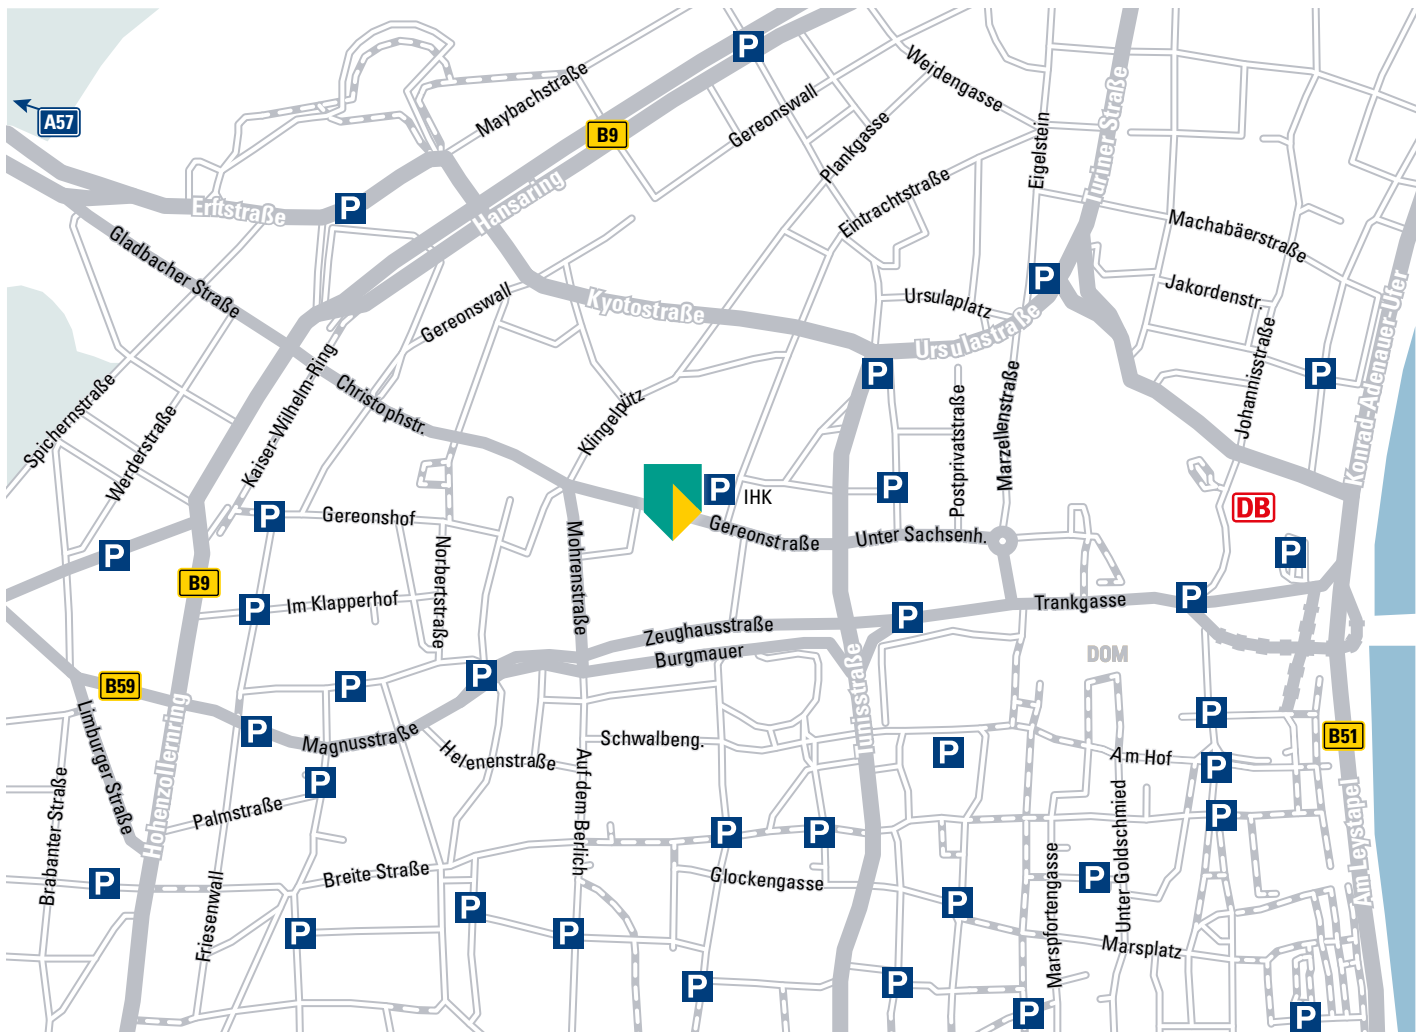 P
Weidengasse
Maybachstraße
Turiner Straße
Gereonswall
A57
B9
Plankgasse
Eigelstein
Hansaring
Eintrachtstraße
P
Erftstraße
Machabäerstraße
Gladbacher Straße
P
Konrad-Adenauer-Ufer
Gereonswall
Kyotostraße
Ursulaplatz
Jakordenstr.
Ursulastraße
Johannisstraße
Kaiser-Wilhelm-Ring
Christophstr.
P
P
Spichernstraße
Werderstraße
Klingelpütz
Postprivatstraße
Marzellenstraße
P
IHK
P
DB
P
Gereonshof
Gereonstraße
Unter Sachsenh.
P
P
Norbertstraße
Mohrenstraße
B9
P
Im Klapperhof
P
P
Trankgasse
Zeughausstraße
Burgmauer
DOM
P
P
B59
Tunisstraße
P
Limburger Straße
Hohenzollernring
P
Magnusstraße
Helenenstraße
Schwalbeng.
P
Am Hof
P
B51
Brabanter Straße
P
Palmstraße
Auf dem Berlich
P
P
P
Unter Goldschmied
Am Leystapel
Breite Straße
Glockengasse
P
P
Marspfortengasse
Friesenwall
P
P
P
P
Marsplatz
P
P
P
P